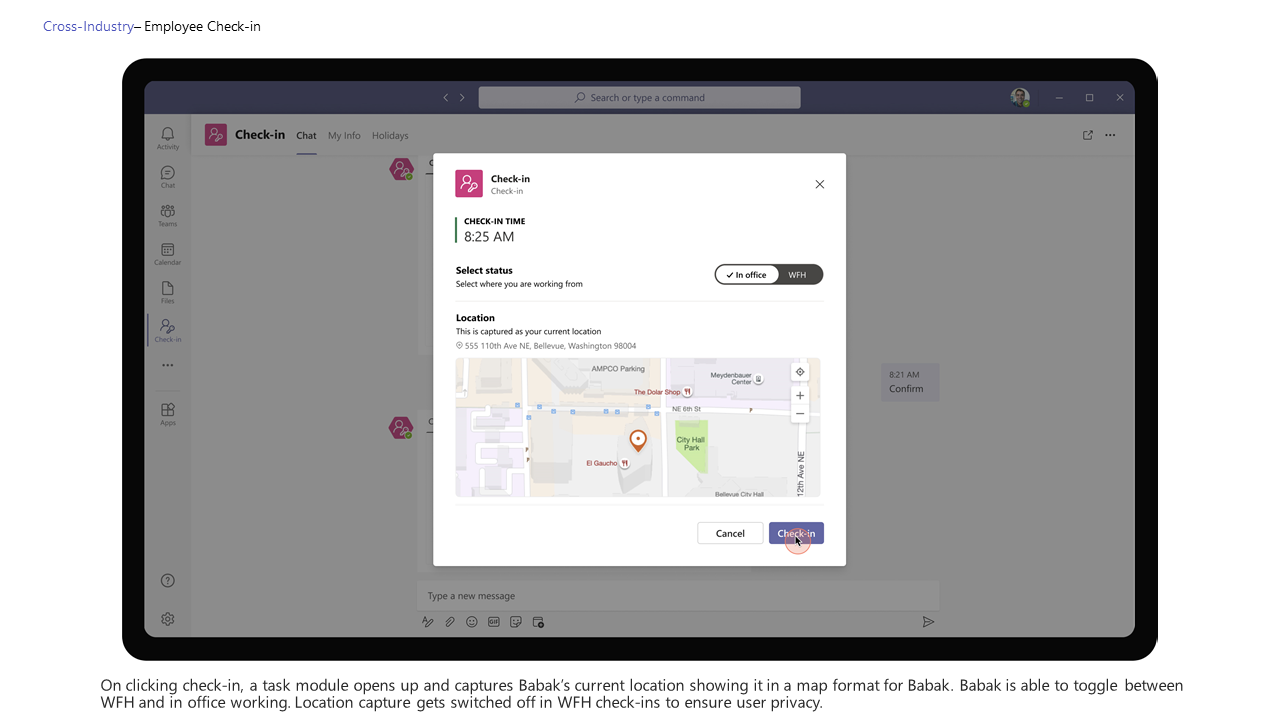 Cross-Industry– Employee Check-in
Search or type a command
Check-in Chat My Info Holidays
Activity
Chat
Teams
Calendar
Files
Check-in
Apps
C
C
8:21 AM
Confirm
Check-in
Check-in
CHECK-IN TIME
8:25 AM
Select status
Select where you are working from
In office WFH
Location
This is captured as your current location
555 110th Ave NE, Bellevue, Washington 98004
AMPCO Parking
Meydenbauer
Center
The Dolar Shop
NE 6th St
P
City Hall
Park
P
P
El Gaucho
12th Ave NE
Bellevue City Hall
Cancel Check-in
Type a new message
GIF
On clicking check-in, a task module opens up and captures Babak’s current location showing it in a map format for Babak. Babak is able to toggle between
WFH and in office working. Location capture gets switched off in WFH check-ins to ensure user privacy.